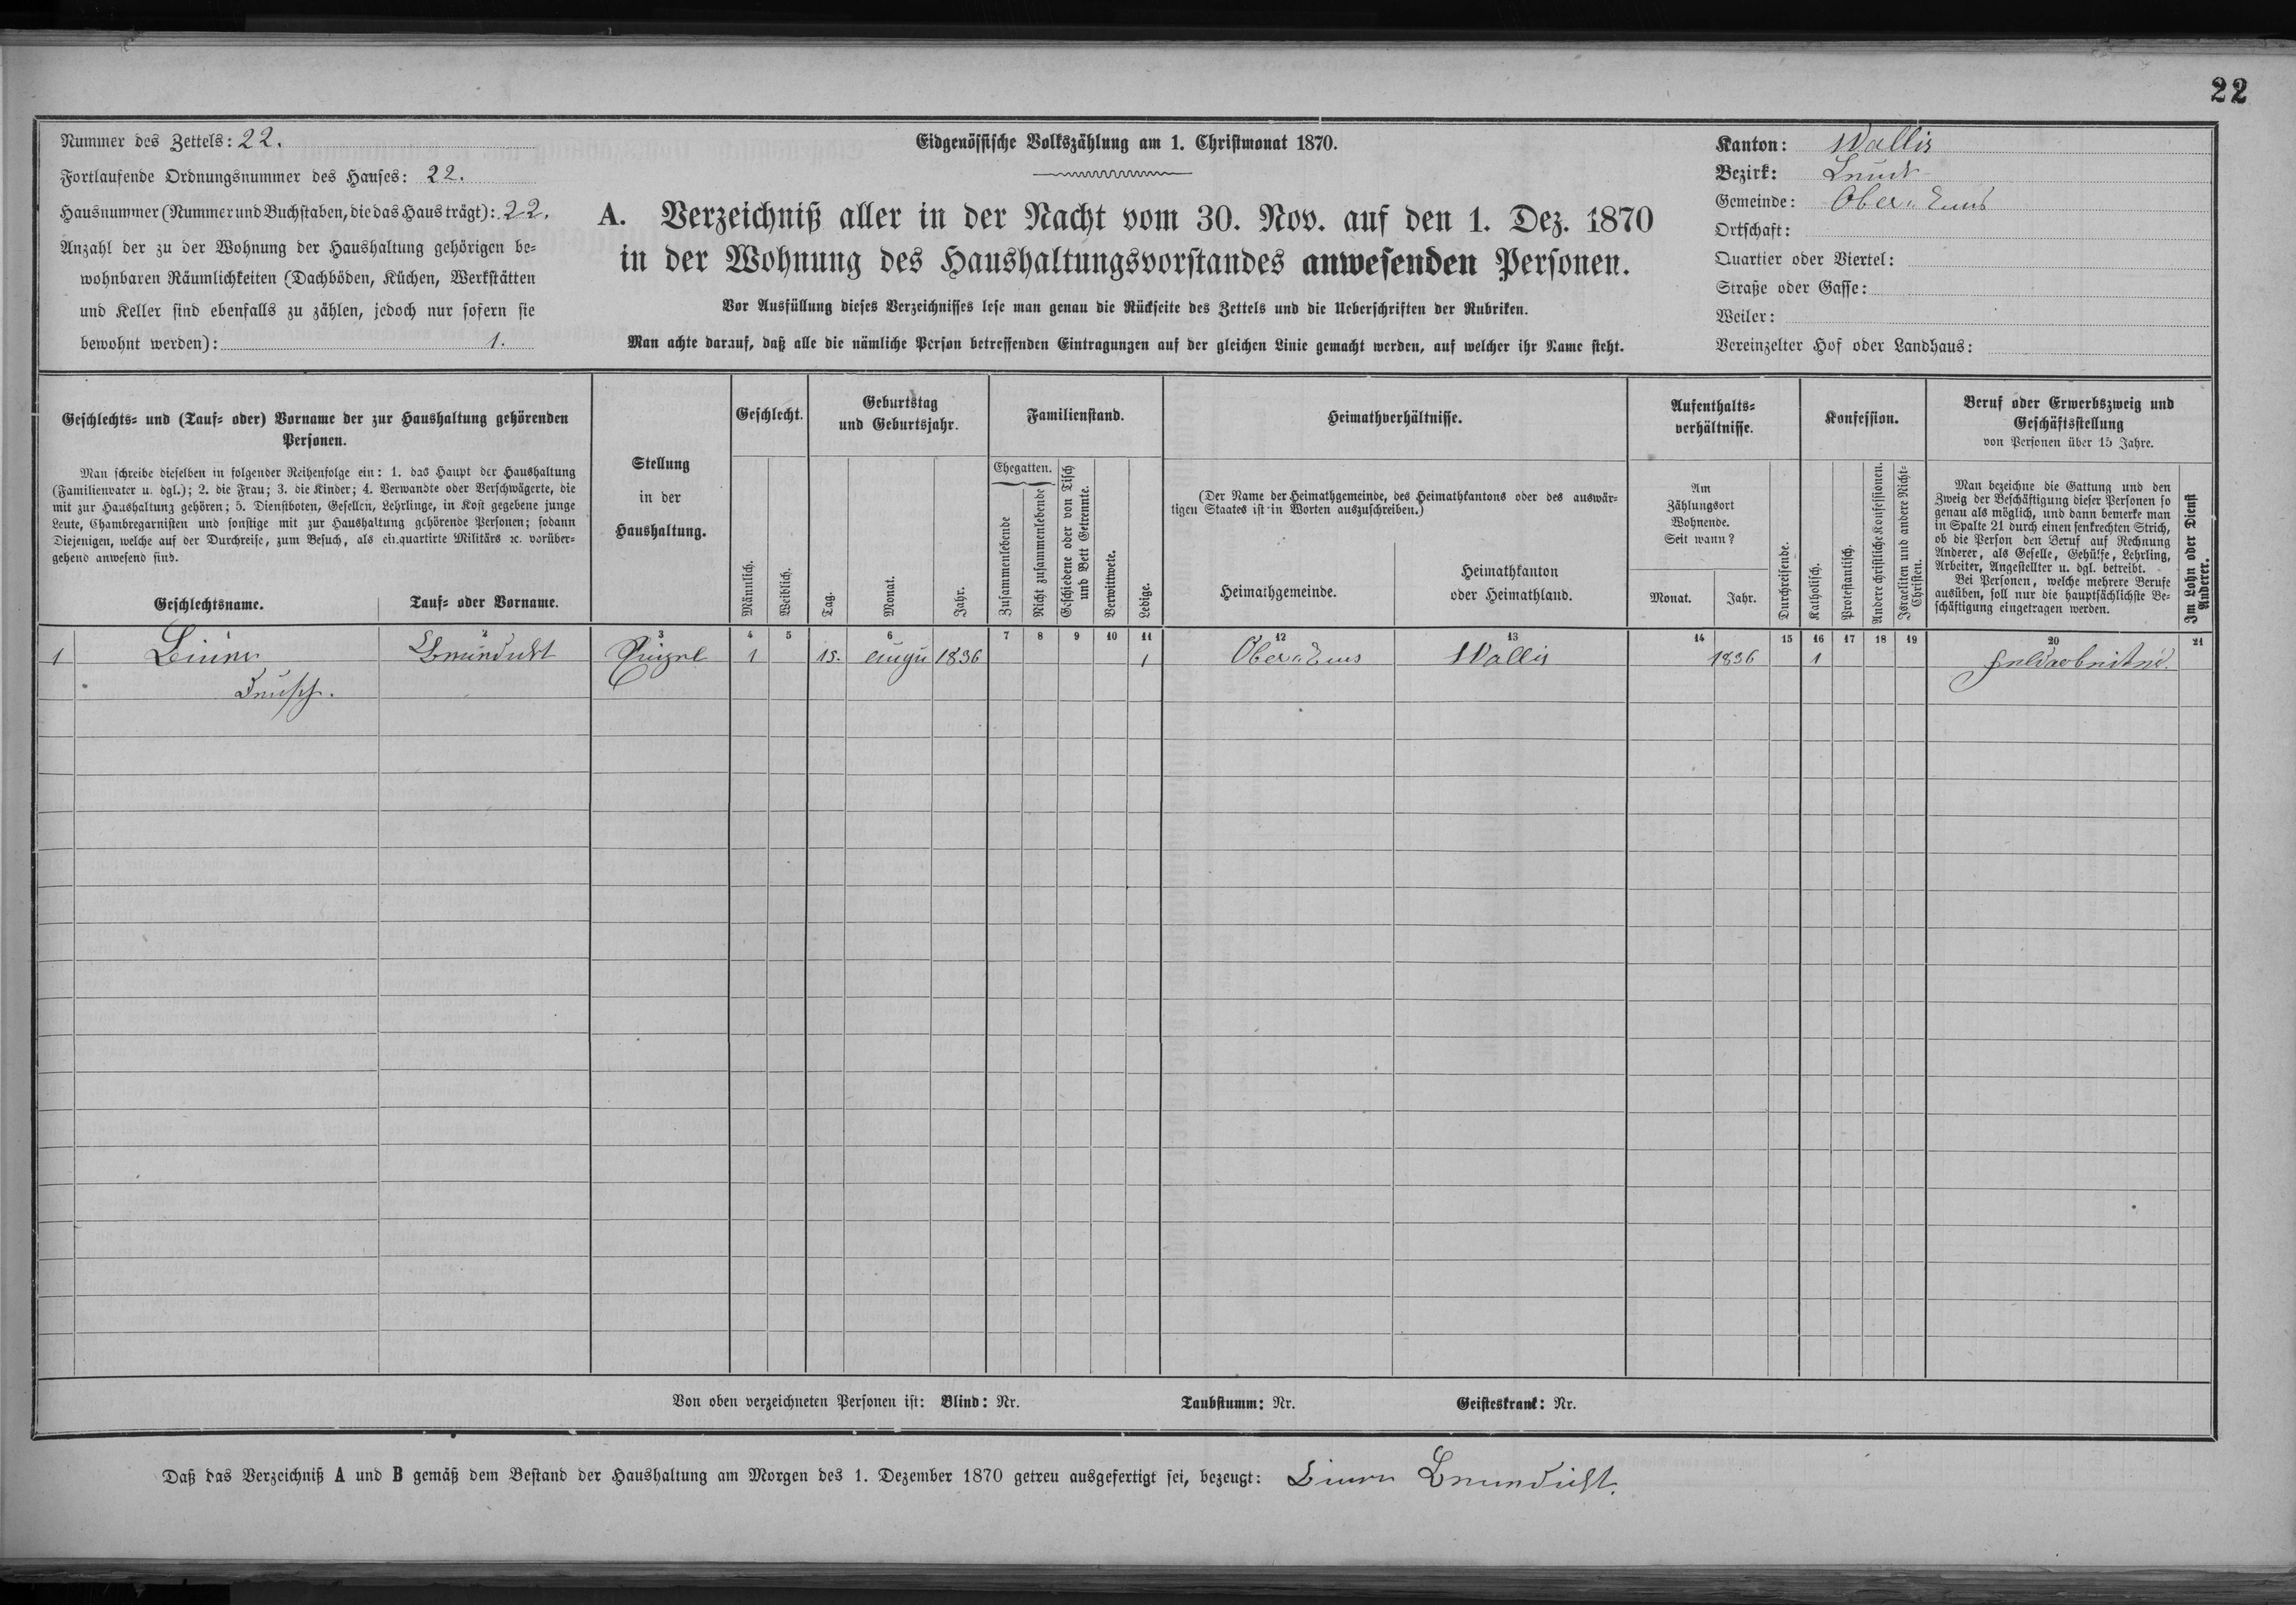 22
Nummer des Zettels: 22.
Fortlaufende Ordnungsnummer des Hauses: 22.
Hausnummer (Nummer und Buchstaben, die das Haus trägt): 22.
Anzahl der zu der Wohnung der Haushaltung gehörigen be=
wohnbaren Räumlichkeiten (Dachböden, Küchen, Werkstätten
und Keller sind ebenfalls zu zählen, jedoch nur sofern sie
bewohnt werden): 1.
Eidgenössische Volkszählung am 1. Christmonat 1870.
A. Verzeichniß aller in der Nacht vom 30. Nov. auf den 1. Dez. 1870
in der Wohnung des Haushaltungsvorstandes anwesenden Personen.
Vor Ausfüllung dieses Verzeichnisses lese man genau die Rückseite des Zettels und die Ueberschriften der Rubriken.
Man achte darauf, daß alle die nämliche Person betreffenden Eintragungen auf der gleichen Linie gemacht werden, auf welcher ihr Name steht.
Kanton: Wallis
Bezirk: Leuck
Gemeinde: Ober Ems
Ortschaft:
Quartier oder Viertel:
Straße oder Gasse:
Weiler:
Vereinzelter Hof oder Landhaus:
Geschlechts= und (Tauf= oder) Vorname der zur Haushaltung gehörenden
Personen.
Man schreibe dieselben in folgender Reihenfolge ein: 1. das Haupt der Haushaltung
(Familienvater u. dgl.); 2. die Frau; 3. die Kinder; 4. Verwandte oder Verschwägerte, die
mit zur Haushaltung gehören; 5. Dienstboten, Gesellen, Lehrlinge, in Kost gegebene junge
Leute, Chambregarnisten und sonstige mit zur Haushaltung gehörende Personen; sodann
Diejenigen, welche auf der Durchreise, zum Besuch, als einquartirte Militärs ꝛc. vorüber=
gehend anwesend sind.
Geschlechtsname.
Tauf= oder Vorname.
Stellung
in der
Haushaltung.
Geschlecht.
Männlich.
Weiblich.
Geburtstag
und Geburtsjahr.
Tag.
Monat.
Jahr.
Familienstand.
Ehegatten.
Zusammenlebende
Nicht zusammenlebende
Geschiedene oder von Tisch
und Bett Getrennte.
Verwittwete.
Ledige.
Heimathverhältnisse.
(Der Name der Heimathgemeinde, des Heimathkantons oder des auswär=
tigen Staates ist in Worten auszuschreiben.)
Heimathgemeinde.
Heimathkanton
oder Heimathland.
Aufenthalts=
verhältnisse.
Am
Zählungsort
Wohnende.
Seit wann?
Monat.
Jahr.
Durchreisende.
Konfession.
Katholisch.
Protestantisch.
Andere christliche Konfessionen.
Israeliten und andere Nicht=
Christen.
Beruf oder Erwerbszweig und
Geschäftsstellung
von Personen über 15 Jahre.
Man bezeichne die Gattung und den
Zweig der Beschäftigung dieser Personen so
genau als möglich, und dann bemerke man
in Spalte 21 durch einen senkrechten Strich,
ob die Person den Beruf auf Rechnung
Anderer, als Geselle, Gehülfe, Lehrling,
Arbeiter, Angestellter u. dgl. betreibt.
Bei Personen, welche mehrere Berufe
ausüben, soll nur die hauptsächlichste Be=
schäftigung eingetragen werden.
Im Lohn oder Dienst
Anderer.
2 3 4 5 6 7 8 9 10 11 12 13 14 15 16 17 18 19 20 21
1 1 15. augu 1836 1 Ober Ems Wallis 1836 1 feldarbeiter.
Von oben verzeichneten Personen ist: Blind: Nr. Taubstumm: Nr. Geisteskrank: Nr.
Daß das Verzeichniß A und B gemäß dem Bestand der Haushaltung am Morgen des 1. Dezember 1870 getreu ausgefertigt sei, bezeugt: